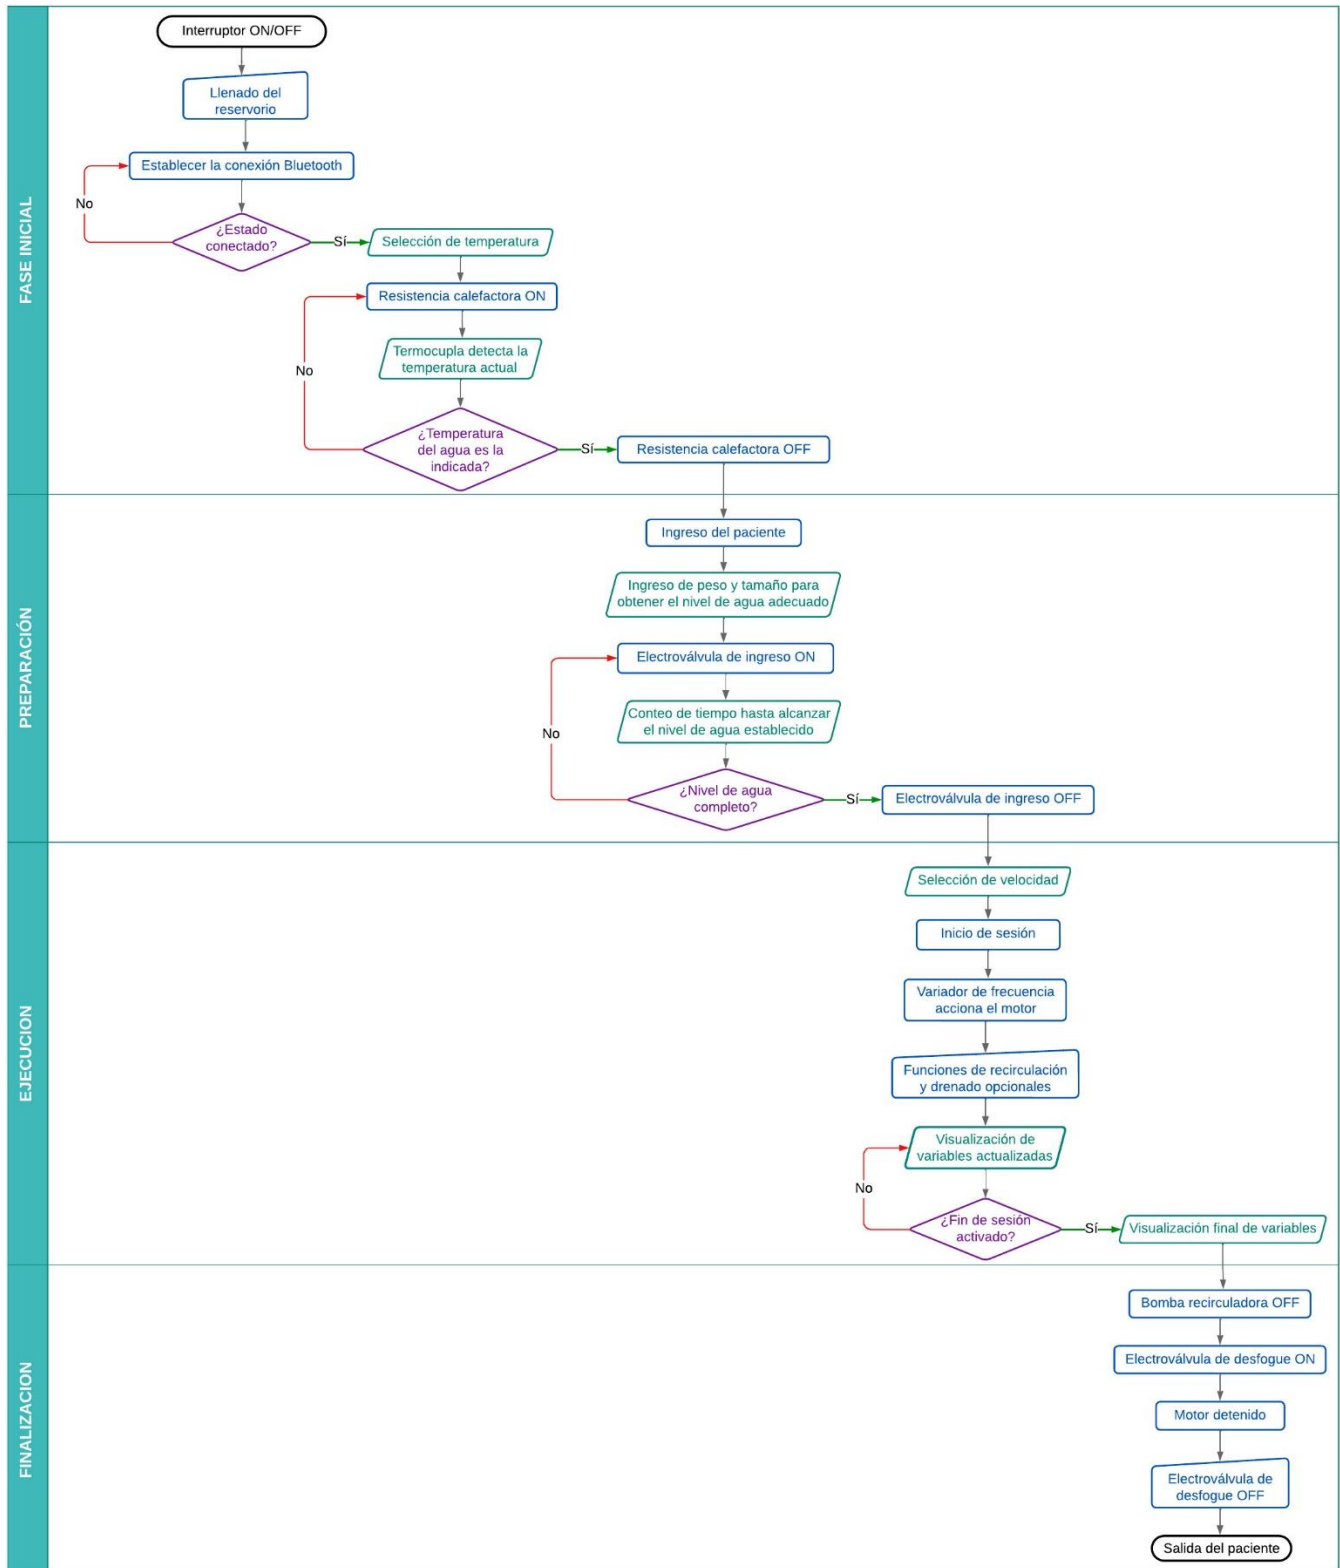 FASE INICIAL
Interruptor ON/OFF
Llenado del
reservorio
Establecer la conexión Bluetooth
No
¿Estado
conectado?
Sí
Selección de temperatura
Resistencia calefactora ON
Termocupla detecta la
temperatura actual
No
¿Temperatura
del agua es la
indicada?
Sí
Resistencia calefactora OFF
PREPARACIÓN
Ingreso del paciente
Ingreso de peso y tamaño para
obtener el nivel de agua adecuado
Electroválvula de ingreso ON
Conteo de tiempo hasta alcanzar
el nivel de agua establecido
No
¿Nivel de agua
completo?
Sí
Electroválvula de ingreso OFF
EJECUCION
Selección de velocidad
Inicio de sesión
Variador de frecuencia
acciona el motor
Funciones de recirculación
y drenado opcionales
Visualización de
variables actualizadas
No
¿Fin de sesión
activado?
Sí
Visualización final de variables
FINALIZACION
Bomba recirculadora OFF
Electroválvula de desfogue ON
Motor detenido
Electroválvula de
desfogue OFF
Salida del paciente